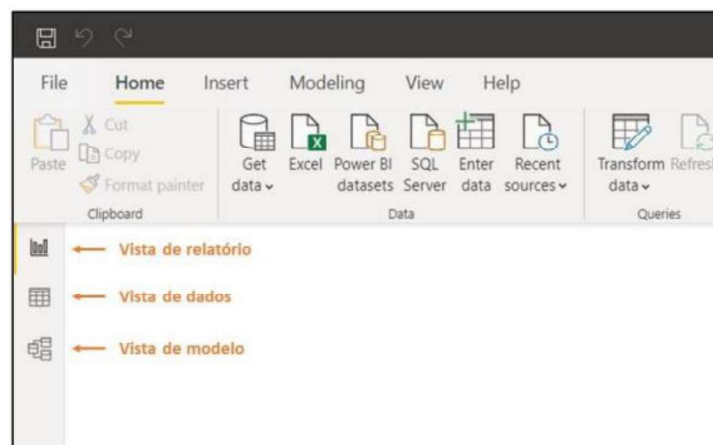 File Home Insert Modeling View Help
Paste
Cut
Copy
Format painter
Get data
Excel
Power BI datasets
SQL Server
Enter data
Recent sources
Transform data
Refres
Clipboard
Data
Queries
Vista de relatório
Vista de dados
Vista de modelo